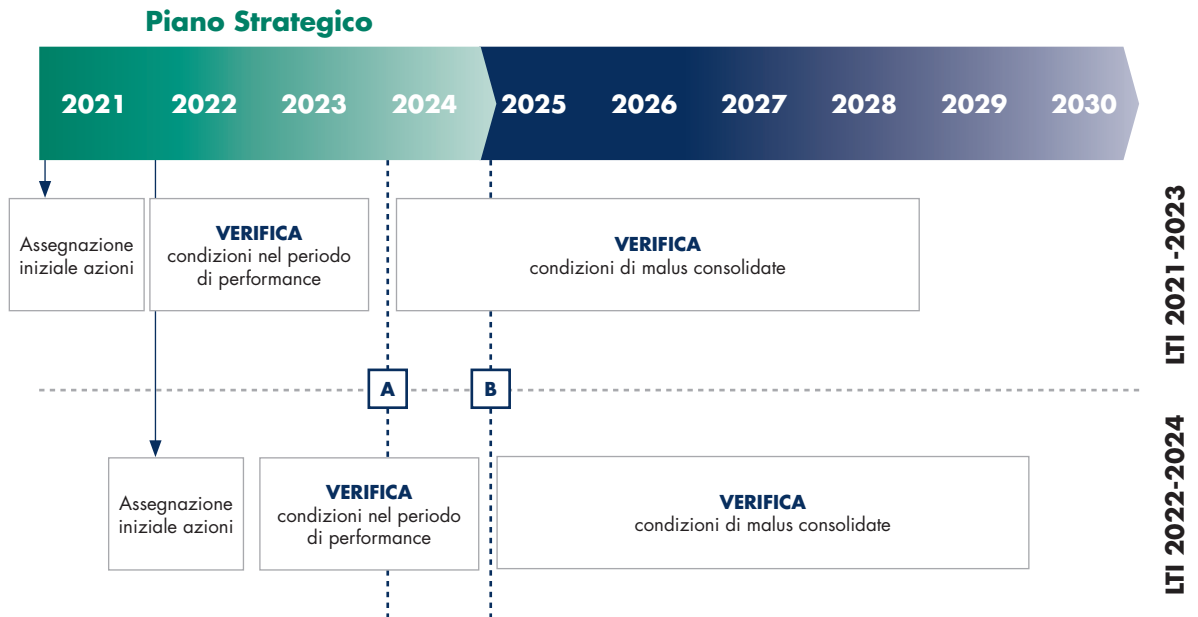 Piano Strategico
2021 2022 2023 2024 2025 2026 2027 2028 2029 2030
Assegnazione
iniziale azioni
VERIFICA
condizioni nel periodo
di performance
VERIFICA
condizioni di malus consolidate
LTI 2021-2023
A
B
Assegnazione
iniziale azioni
VERIFICA
condizioni nel periodo
di performance
VERIFICA
condizioni di malus consolidate
LTI 2022-2024